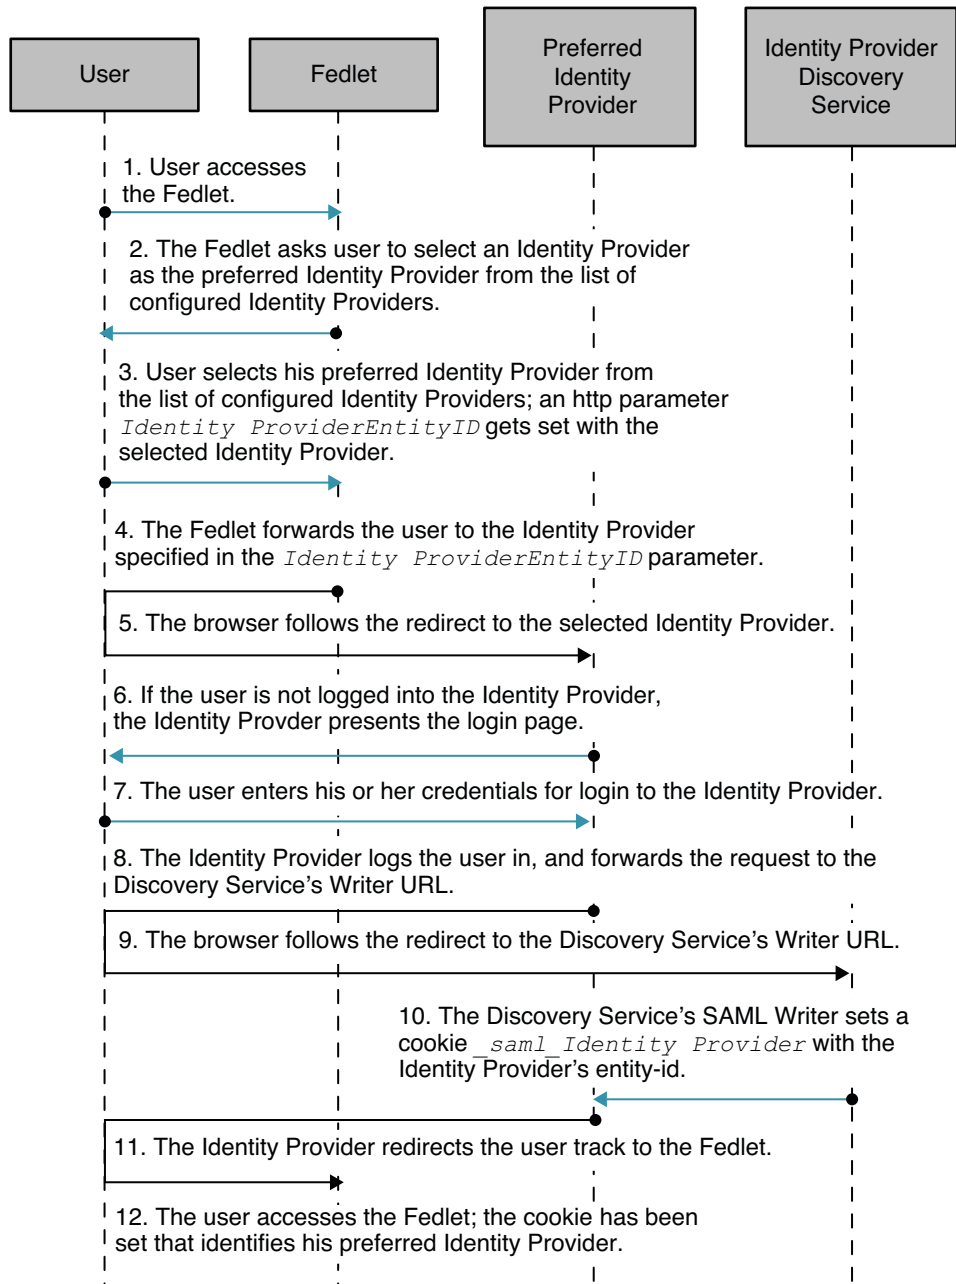 User
Fedlet
Preferred
Identity
Provider
Identity Provider
Discovery
Service
1. User accesses
the Fedlet.
2. The Fedlet asks user to select an Identity Provider
as the preferred Identity Provider from the list of
configured Identity Providers.
3. User selects his preferred Identity Provider from
the list of configured Identity Providers; an http parameter
Identity ProviderEntityID gets set with the
selected Identity Provider.
4. The Fedlet forwards the user to the Identity Provider
specified in the Identity ProviderEntityID parameter.
5. The browser follows the redirect to the selected Identity Provider.
6. If the user is not logged into the Identity Provider,
the Identity Provder presents the login page.
7. The user enters his or her credentials for login to the Identity Provider.
8. The Identity Provider logs the user in, and forwards the request to the
Discovery Service’s Writer URL.
9. The browser follows the redirect to the Discovery Service’s Writer URL.
10. The Discovery Service’s SAML Writer sets a
cookie _saml_Identity Provider with the
Identity Provider’s entity-id.
11. The Identity Provider redirects the user track to the Fedlet.
12. The user accesses the Fedlet; the cookie has been
set that identifies his preferred Identity Provider.